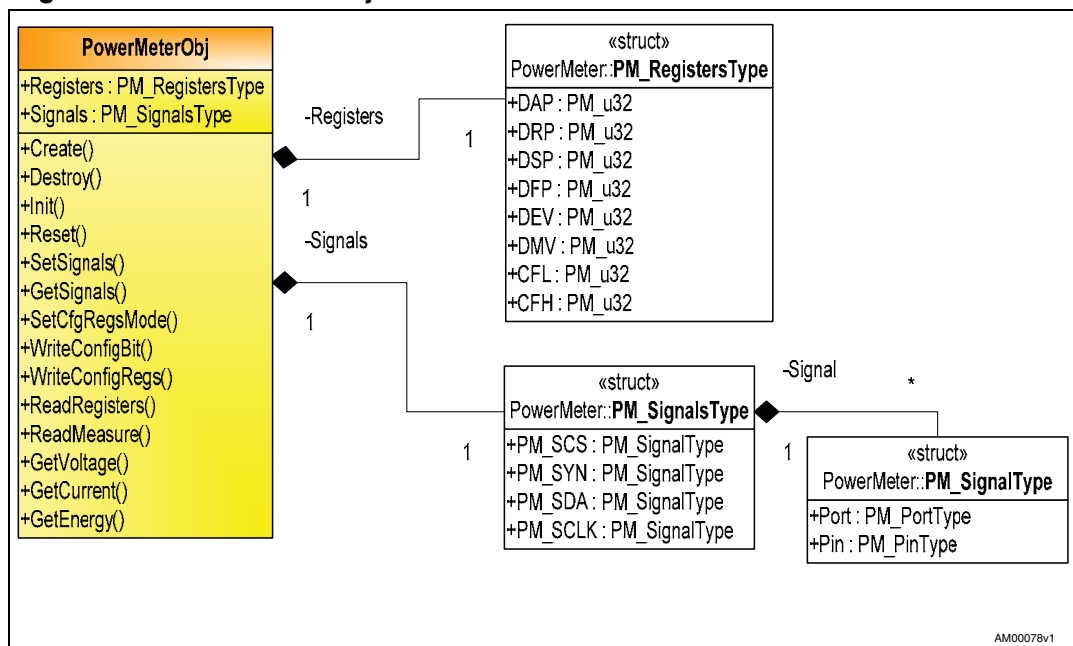 PowerMeterObj
+Registers : PM_RegistersType
+Signals : PM_SignalsType
+Create()
+Destroy()
+Init()
+Reset()
+SetSignals()
+GetSignals()
+SetCfgRegsMode()
+WriteConfigBit()
+WriteConfigRegs()
+ReadRegisters()
+ReadMeasure()
+GetVoltage()
+GetCurrent()
+GetEnergy()
-Registers
1
1
-Signals
1
1
«struct»
PowerMeter::PM_RegistersType
+DAP : PM_u32
+DRP : PM_u32
+DSP : PM_u32
+DFP : PM_u32
+DEV : PM_u32
+DMV : PM_u32
+CFL : PM_u32
+CFH : PM_u32
«struct»
PowerMeter::PM_SignalsType
+PM_SCS : PM_SignalType
+PM_SYN : PM_SignalType
+PM_SDA : PM_SignalType
+PM_SCLK : PM_SignalType
-Signal
*
1
«struct»
PowerMeter::PM_SignalType
+Port : PM_PortType
+Pin : PM_PinType
AM00078v1